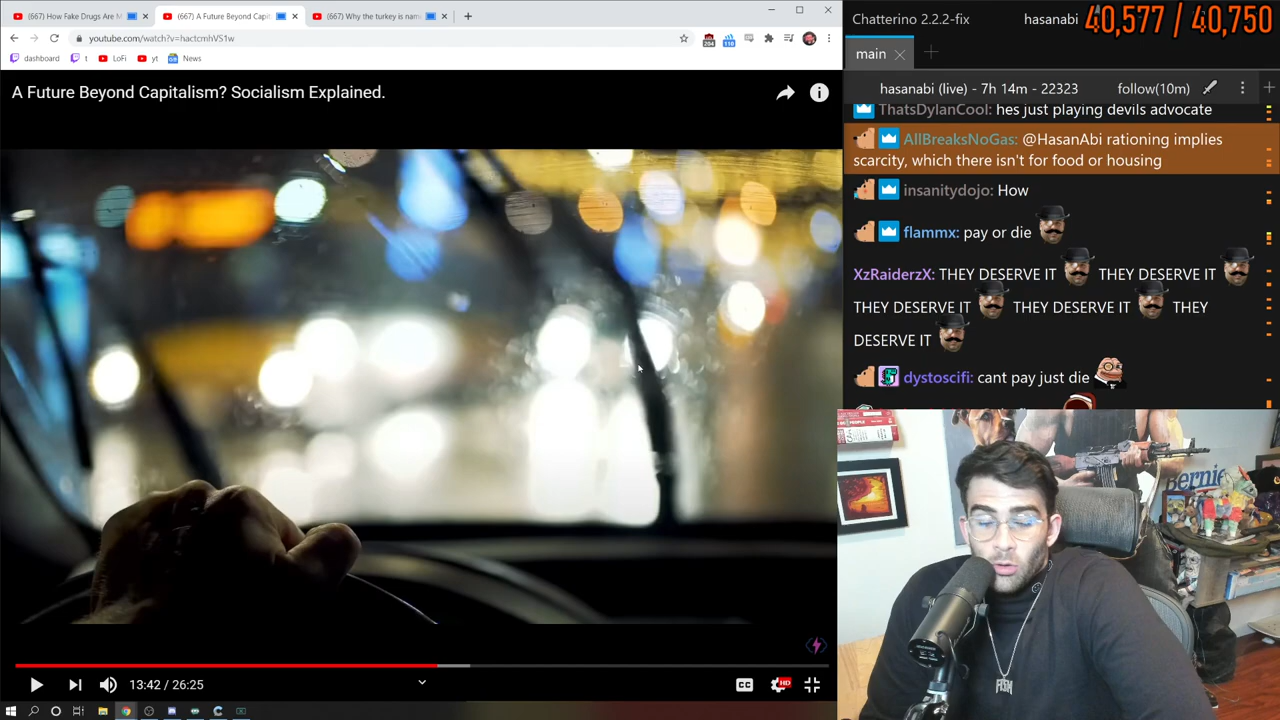 (667) How Fake Drugs Are M
(667) A Future Beyond Capit
(667) Why the turkey is nam
youtube.com/watch?v=hactcmhVS1w
204
118
dashboard
t
LoFi
yt
News
A Future Beyond Capitalism? Socialism Explained.
13:42 / 26:25
CC
HD
Chatterino 2.2.2-fix
hasanabi
40,577 / 40,750
main
hasanabi (live) - 7h 14m - 22323
follow(10m)
ThatsDylanCool: hes just playing devils advocate
AllBreaksNoGas: @HasanAbi rationing implies
scarcity, which there isn't for food or housing
insanitydojo: How
flammx: pay or die
XzRaiderzX: THEY DESERVE IT THEY DESERVE IT
THEY DESERVE IT THEY DESERVE IT THEY
DESERVE IT
dystoscifi: cant pay just die
Bernie